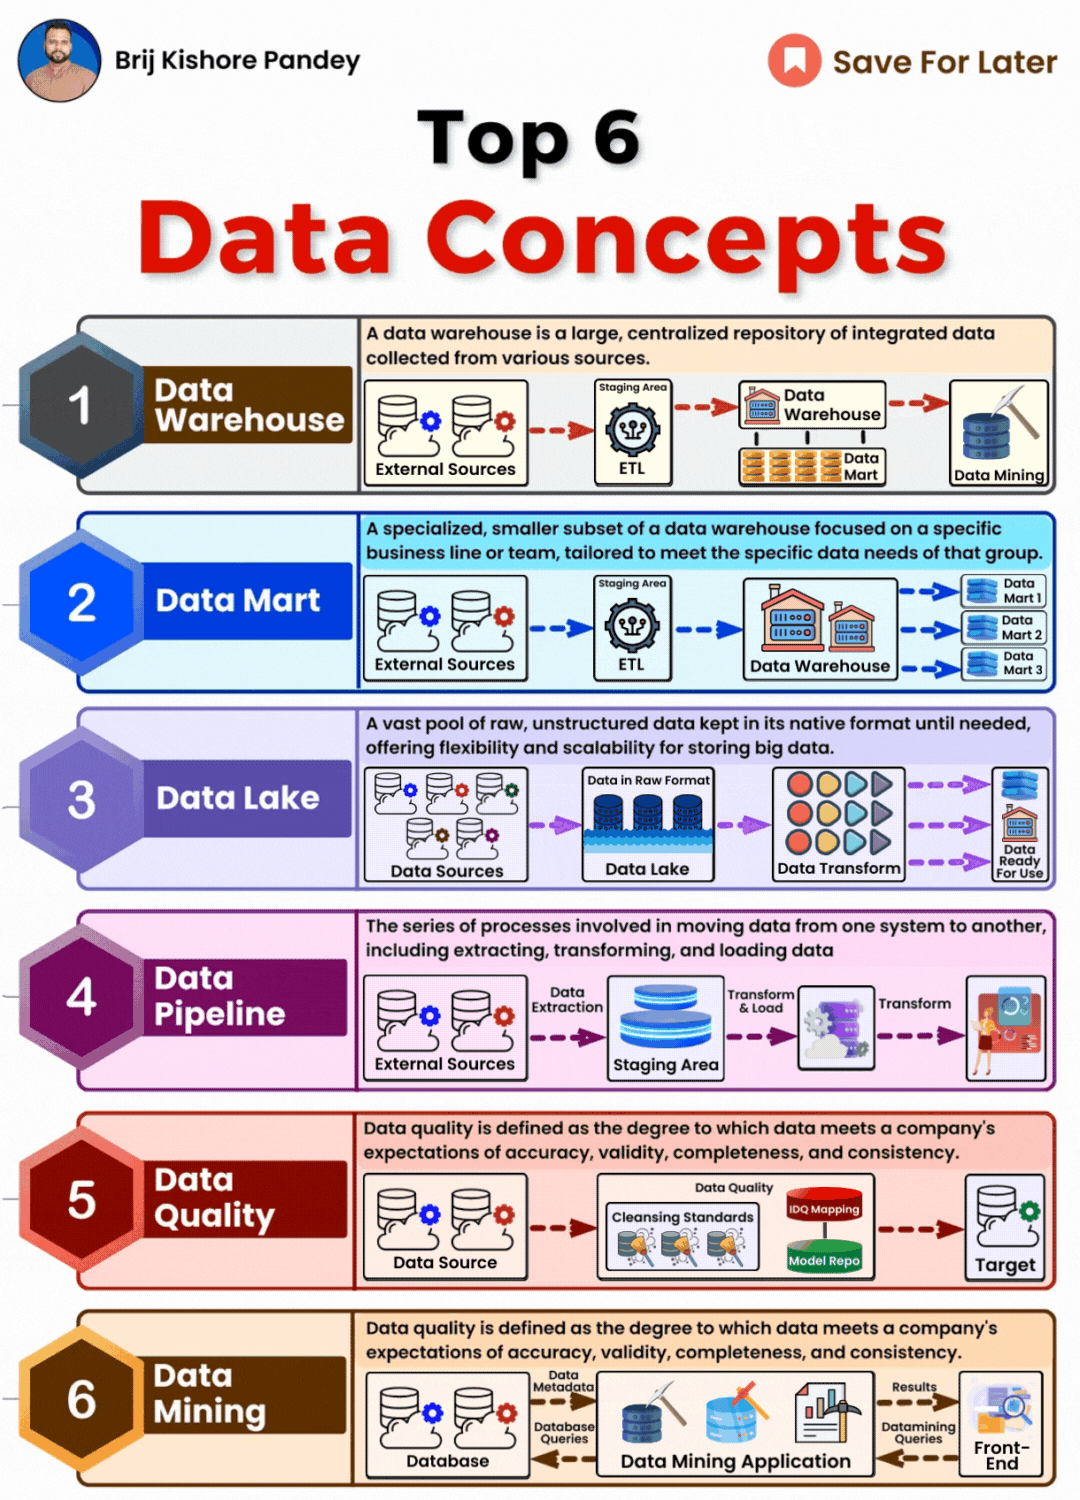 Brij Kishore Pandey
Save For Later
Top 6
Data Concepts
1
Data
Warehouse
A data warehouse is a large, centralized repository of integrated data
collected from various sources.
External Sources
Staging Area
ETL
Data
Warehouse
Data
Mart
Data Mining
2
Data Mart
A specialized, smaller subset of a data warehouse focused on a specific
business line or team, tailored to meet the specific data needs of that group.
External Sources
Staging Area
ETL
Data Warehouse
Data
Mart 1
Data
Mart 2
Data
Mart 3
3
Data Lake
A vast pool of raw, unstructured data kept in its native format until needed,
offering flexibility and scalability for storing big data.
Data Sources
Data in Raw Format
Data Lake
Data Transform
Data
Ready
For Use
4
Data
Pipeline
The series of processes involved in moving data from one system to another,
including extracting, transforming, and loading data
External Sources
Data
Extraction
Staging Area
Transform
& Load
Transform
5
Data
Quality
Data quality is defined as the degree to which data meets a company's
expectations of accuracy, validity, completeness, and consistency.
Data Source
Data Quality
Cleansing Standards
IDQ Mapping
Model Repo
Target
6
Data
Mining
Data quality is defined as the degree to which data meets a company's
expectations of accuracy, validity, completeness, and consistency.
Database
Data
Metadata
Database
Queries
Data Mining Application
Results
Datamining
Queries
Front-
End